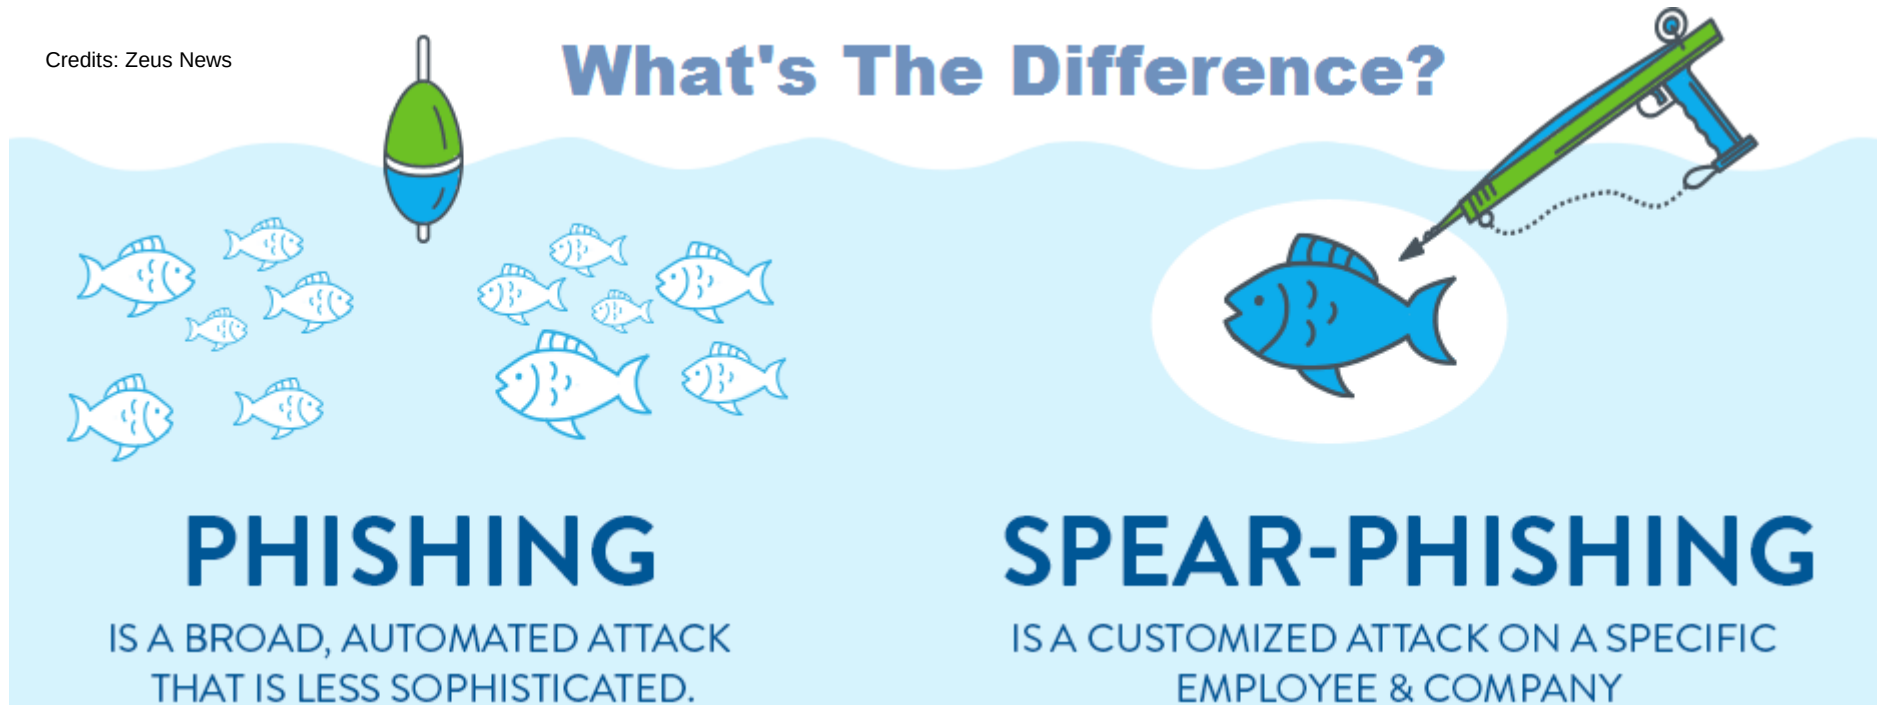 Credits: Zeus News
What's The Difference?
PHISHING
IS A BROAD, AUTOMATED ATTACK
THAT IS LESS SOPHISTICATED.
SPEAR-PHISHING
IS A CUSTOMIZED ATTACK ON A SPECIFIC
EMPLOYEE & COMPANY